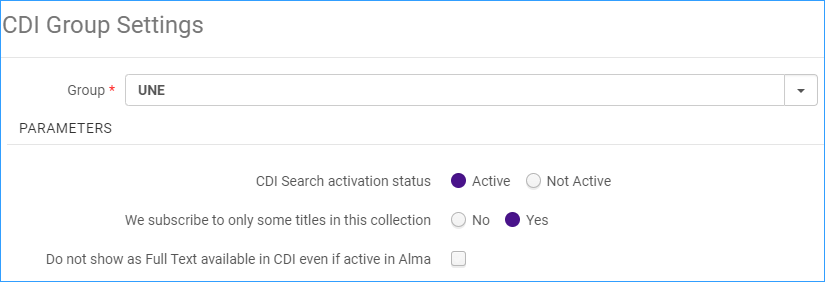 CDI Group Settings
Group * UNE
PARAMETERS
CDI Search activation status Active Not Active
We subscribe to only some titles in this collection No Yes
Do not show as Full Text available in CDI even if active in Alma